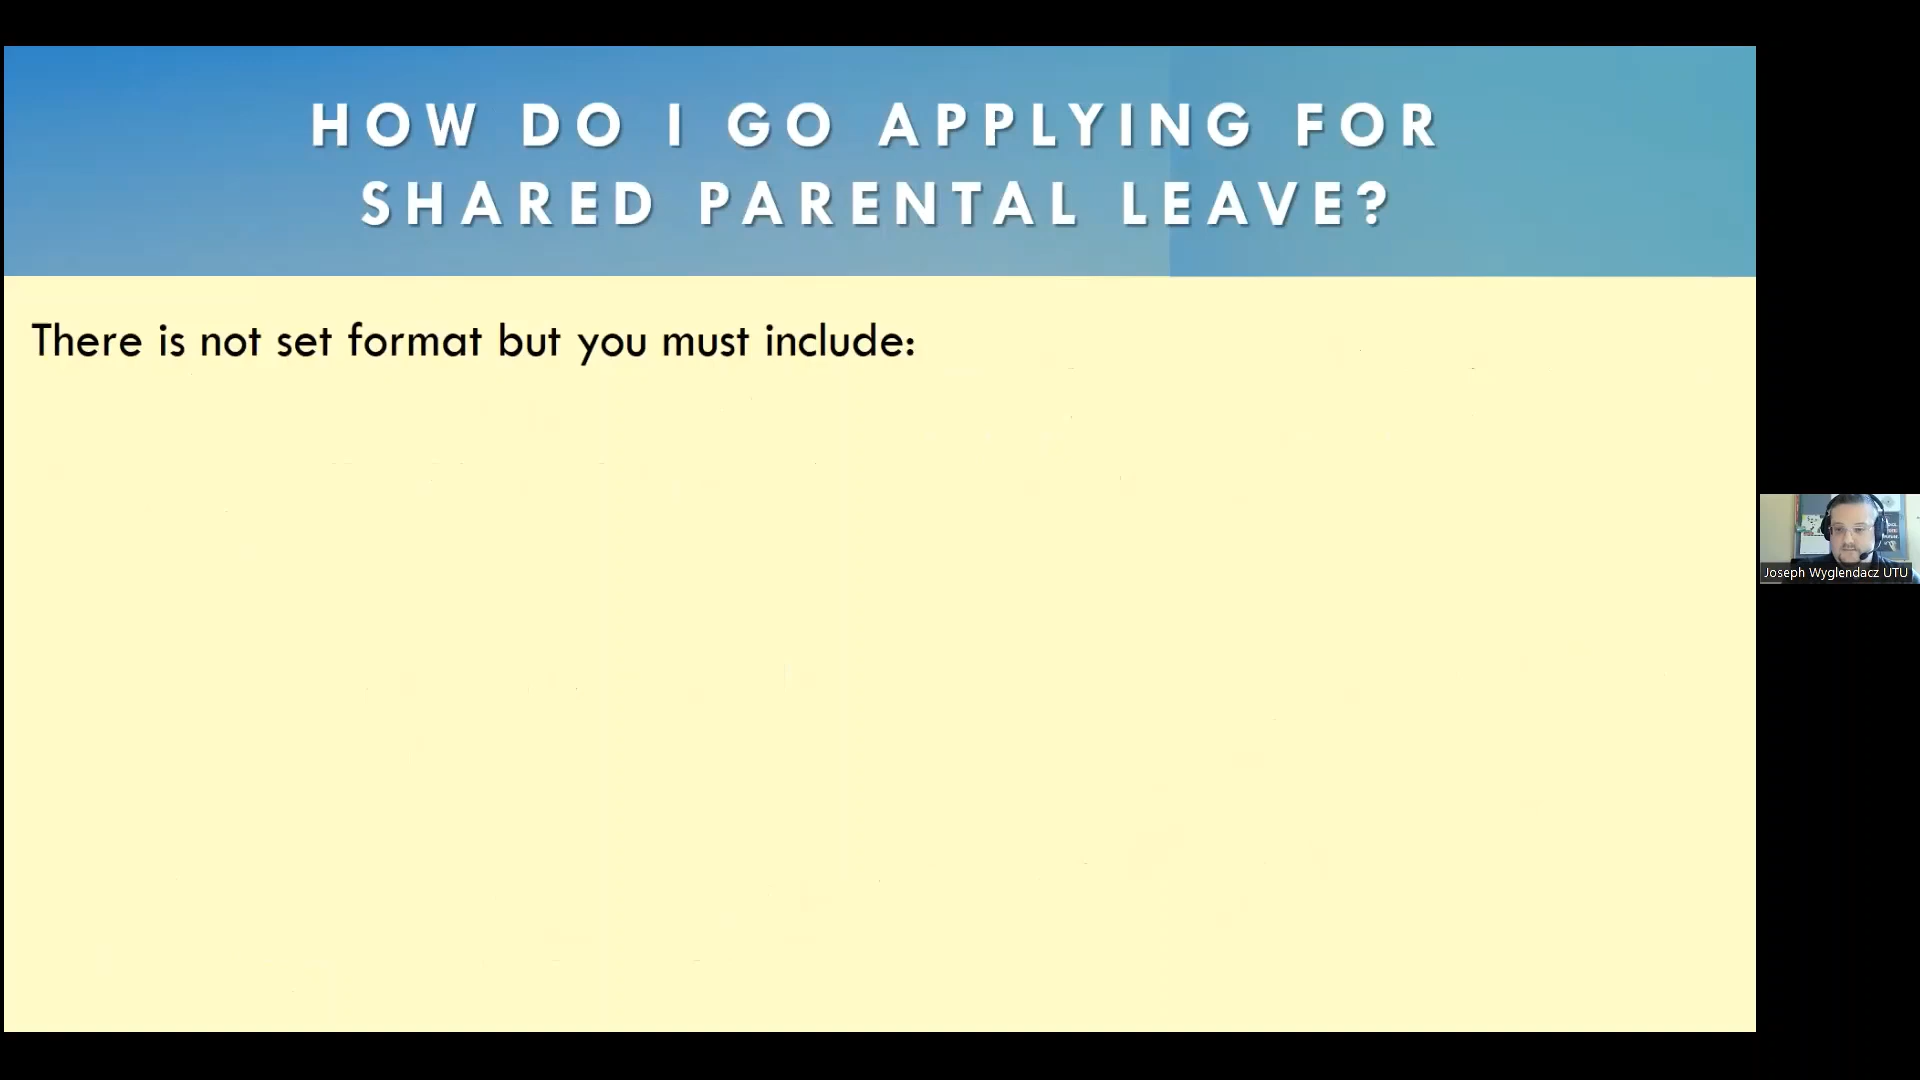 HOW DO I GO APPLYING FOR
SHARED PARENTAL LEAVE?
There is not set format but you must include:
Joseph Wyglendacz UTU